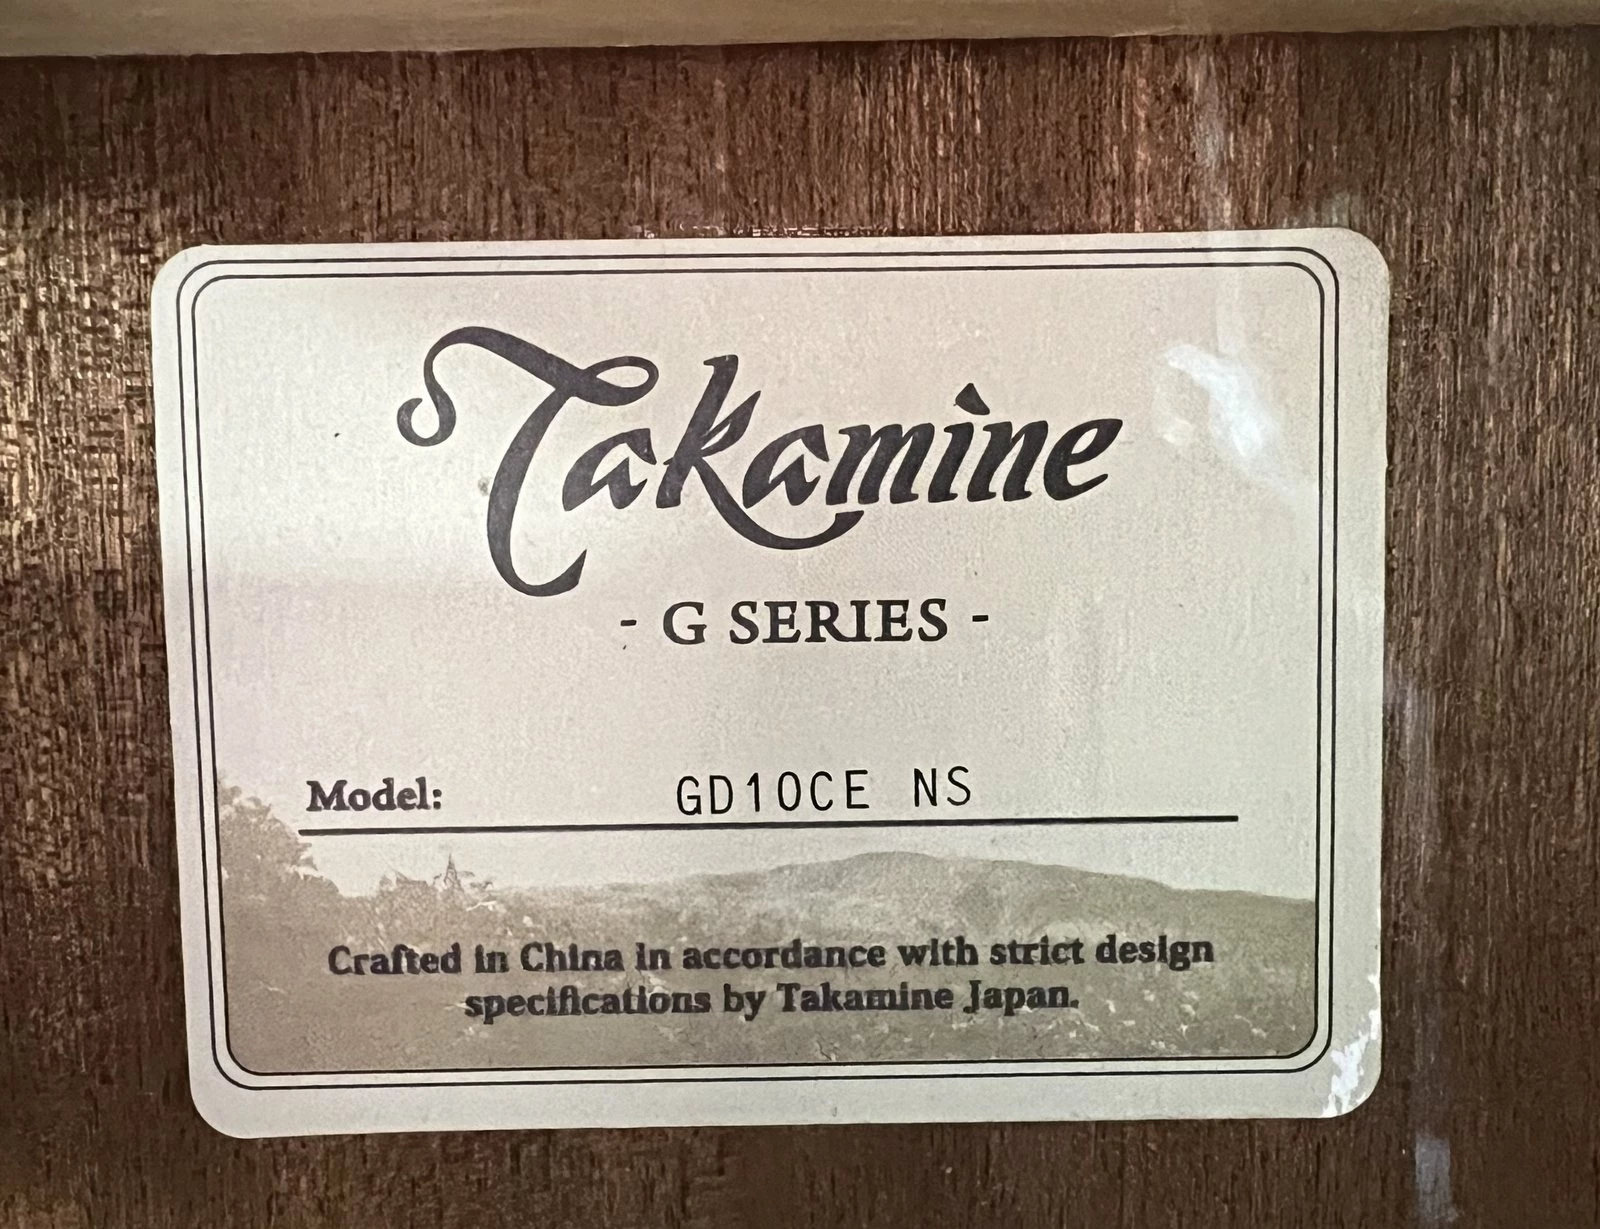 Takamine
- G SERIES -
Model: GD10CE NS
Crafted in China in accordance with strict design
specifications by Takamine Japan.